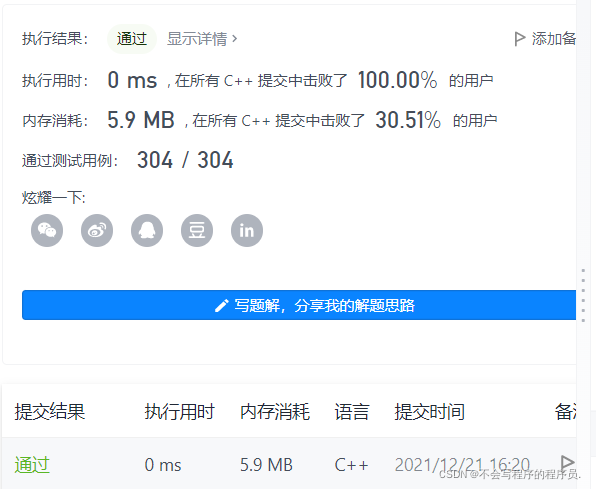 执行结果： 通过 显示详情 › 添加备
执行用时： 0 ms , 在所有 C++ 提交中击败了 100.00% 的用户
内存消耗： 5.9 MB , 在所有 C++ 提交中击败了 30.51% 的用户
通过测试用例： 304 / 304
炫耀一下:
豆 in
写题解，分享我的解题思路
提交结果 执行用时 内存消耗 语言 提交时间 备
通过 0 ms 5.9 MB C++ 2021/12/21 16:20
CSDN @不会写程序的程序员.